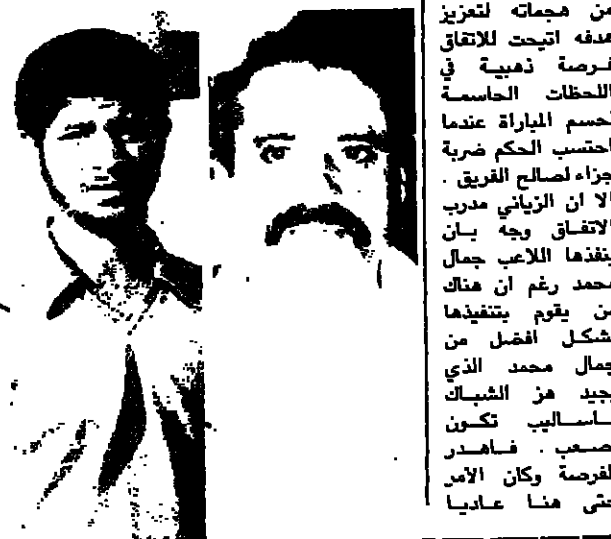 من هجماته لتعزيز
هدفه اتيحت للاتفاق
فرصة ذهبية في
اللحظات الحاسمة
لحسم المباراة عندما
احتسب الحكم ضربة
جزاء لصالح الفريق .
الا ان الزياني مدرب
الاتفاق وجه بان
ينفذها اللاعب جمال
محمد رغم ان هناك
من يقوم بتنفيذها
بشكل افضل من
جمال محمد الذي
يجيد هز الشباك
باساليب تكون
صعب . فاهدر
الفرصة وكان الأمر
حتى هنا عاديا